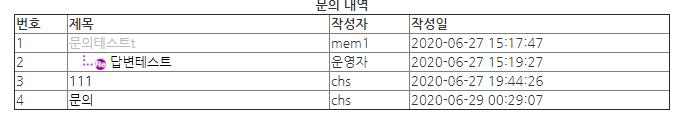 문의 내역
번호 제목 작성자 작성일
1 문의테스트t mem1 2020-06-27 15:17:47
2 Re 답변테스트 운영자 2020-06-27 15:19:27
3 111 chs 2020-06-27 19:44:26
4 문의 chs 2020-06-29 00:29:07